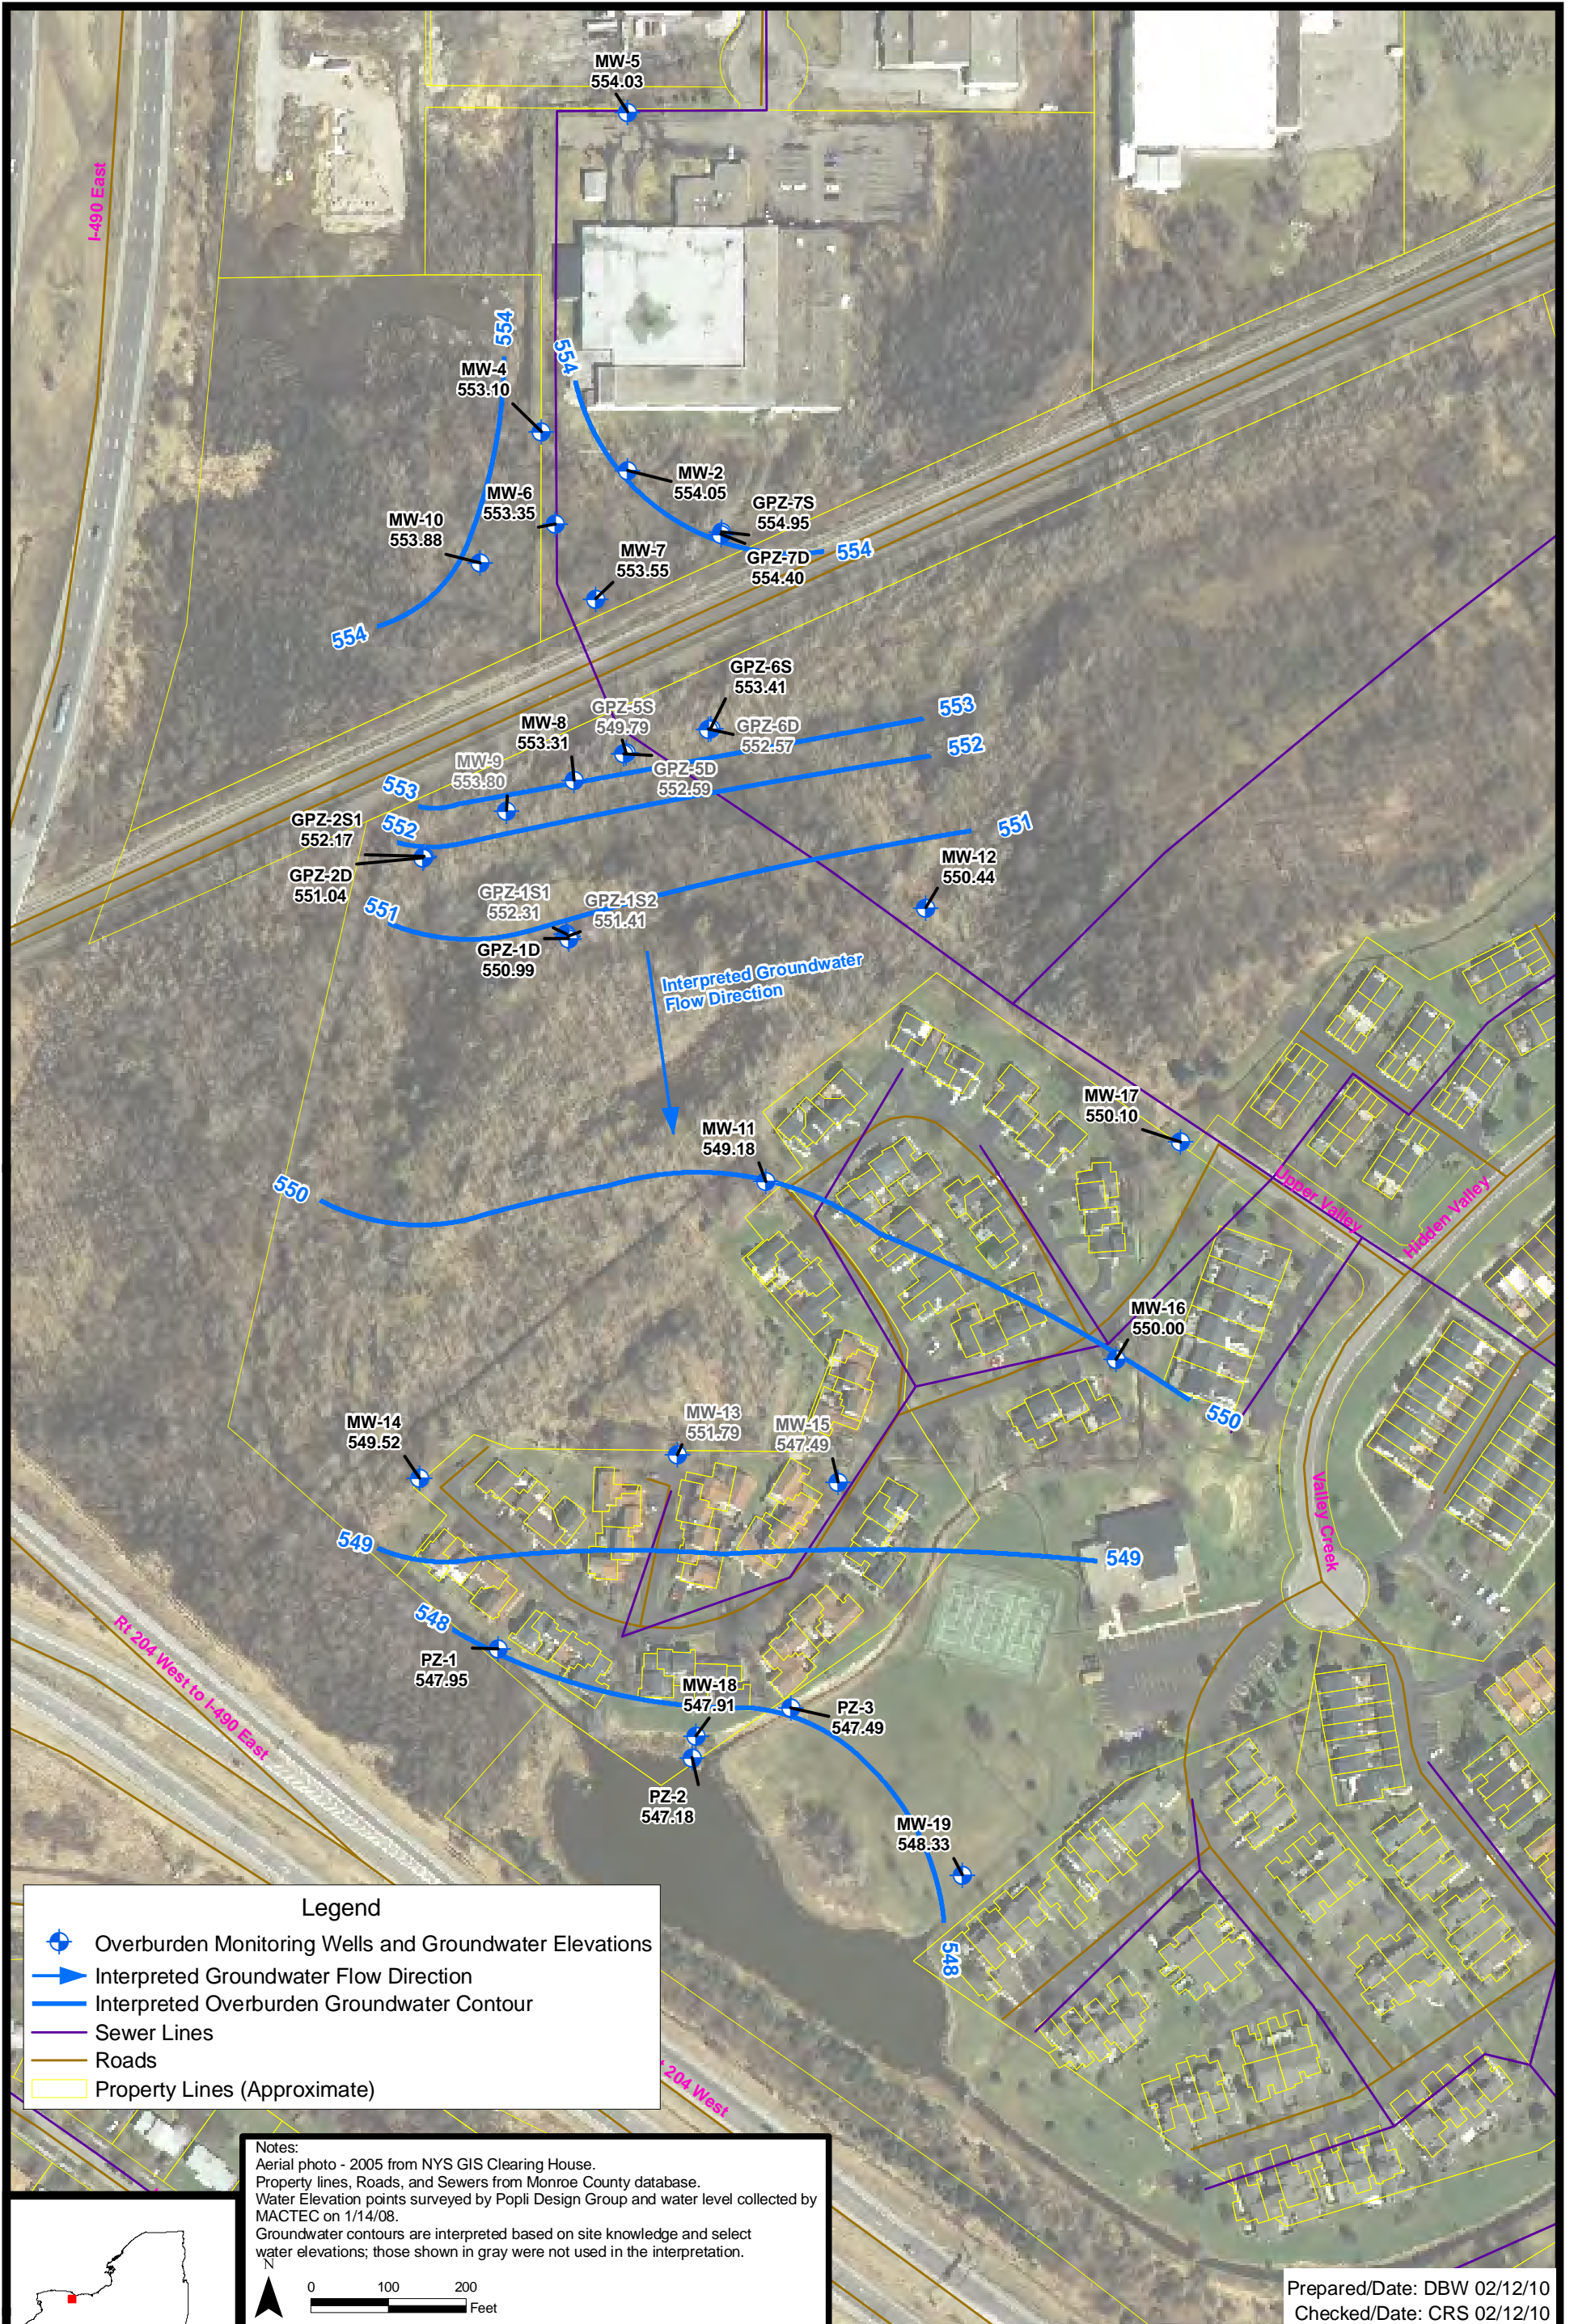 MW-5
554.03
I-490 East
554
554
MW-4
553.10
MW-2
554.05
MW-6
553.35
GPZ-7S
554.95
MW-10
553.88
MW-7
553.55
554
GPZ-7D
554.40
554
GPZ-6S
553.41
GPZ-5S
549.79
MW-8
553.31
GPZ-6D
552.57
553
552
MW-9
553.80
GPZ-5D
552.59
553
552
GPZ-2S1
552.17
GPZ-2D
551.04
551
MW-12
550.44
551
GPZ-1S1
552.31
GPZ-1S2
551.41
GPZ-1D
550.99
Interpreted Groundwater
Flow Direction
MW-17
550.10
MW-11
549.18
550
Upper Valley
Hidden Valley
MW-16
550.00
550
MW-14
549.52
MW-13
551.79
MW-15
547.49
Valley Creek
549
549
548
Rt 204 West to I-490 East
PZ-1
547.95
MW-18
547.91
PZ-3
547.49
PZ-2
547.18
MW-19
548.33
548
Legend
Overburden Monitoring Wells and Groundwater Elevations
Interpreted Groundwater Flow Direction
Interpreted Overburden Groundwater Contour
Sewer Lines
Roads
Property Lines (Approximate)
204 West
Notes:
Aerial photo - 2005 from NYS GIS Clearing House.
Property lines, Roads, and Sewers from Monroe County database.
Water Elevation points surveyed by Popli Design Group and water level collected by
MACTEC on 1/14/08.
Groundwater contours are interpreted based on site knowledge and select
water elevations; those shown in gray were not used in the interpretation.
N
0 100 200
Feet
Prepared/Date: DBW 02/12/10
Checked/Date: CRS 02/12/10